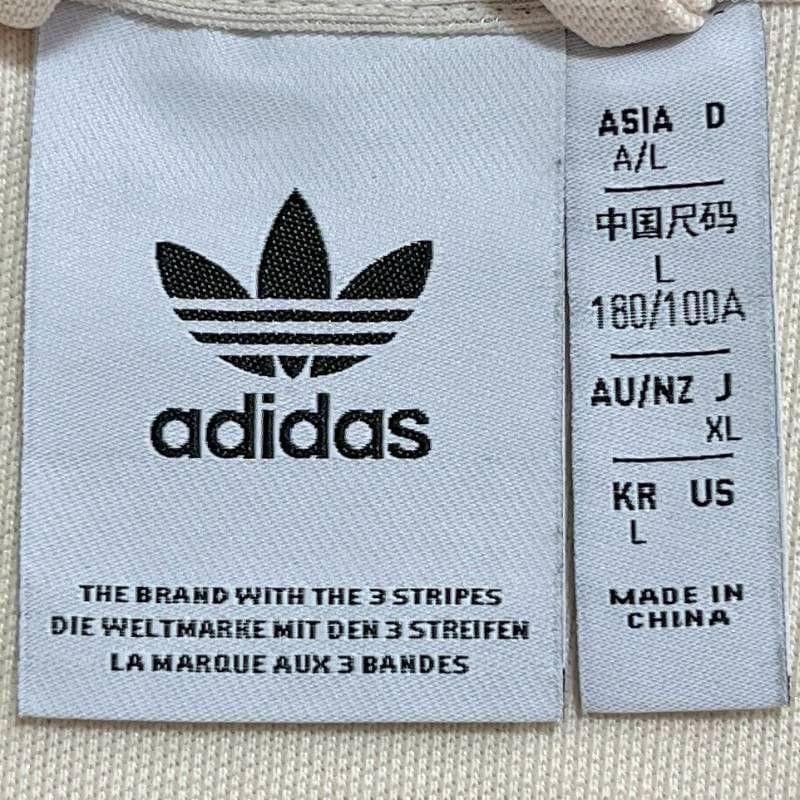 adidas
THE BRAND WITH THE 3 STRIPES
DIE WELTMARKE MIT DEN 3 STREIFEN
LA MARQUE AUX 3 BANDES
ASIA D
A/L
中国尺码
L
180/100A
AU/NZ J
XL
KR US
L
MADE IN
CHINA